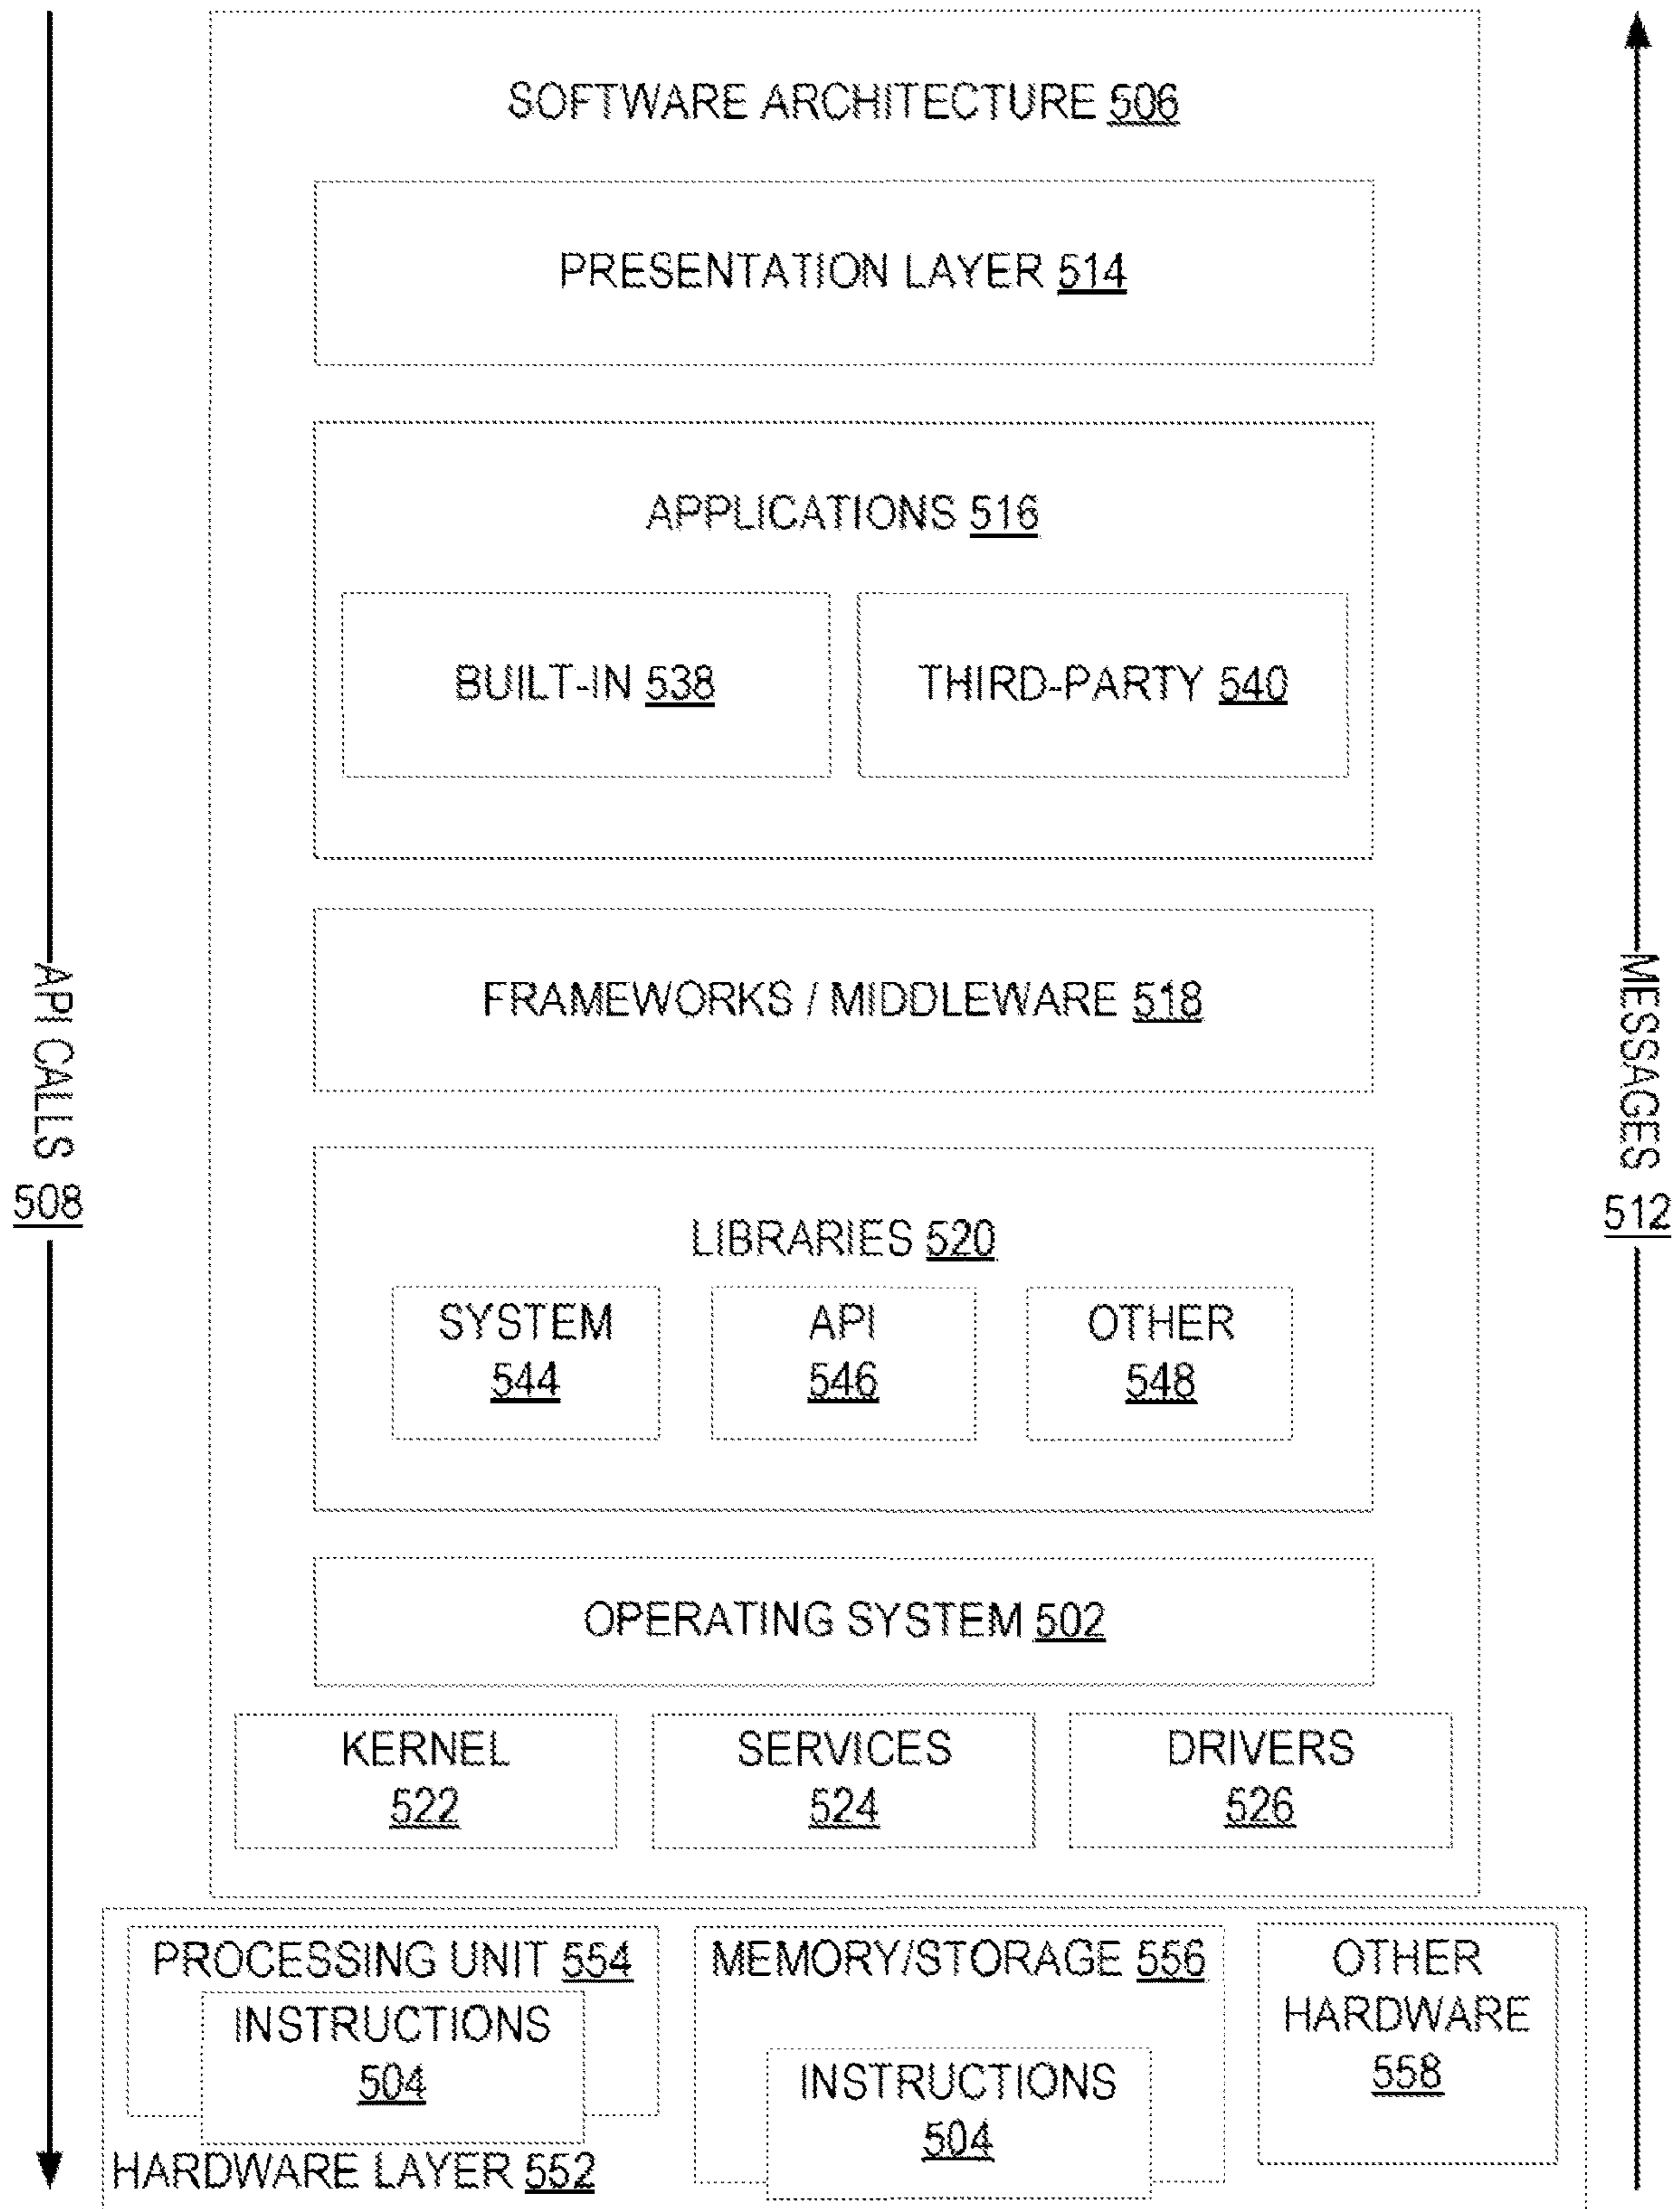 SOFTWARE ARCHITECTURE 506
PRESENTATION LAYER 514
APPLICATIONS 516
BUILT-IN 538
THIRD-PARTY 540
FRAMEWORKS / MIDDLEWARE 518
API CALLS
508
MESSAGES
512
LIBRARIES 520
SYSTEM
544
API
546
OTHER
548
OPERATING SYSTEM 502
KERNEL
522
SERVICES
524
DRIVERS
526
PROCESSING UNIT 554
INSTRUCTIONS
504
MEMORY/STORAGE 556
INSTRUCTIONS
504
OTHER
HARDWARE
558
HARDWARE LAYER 552